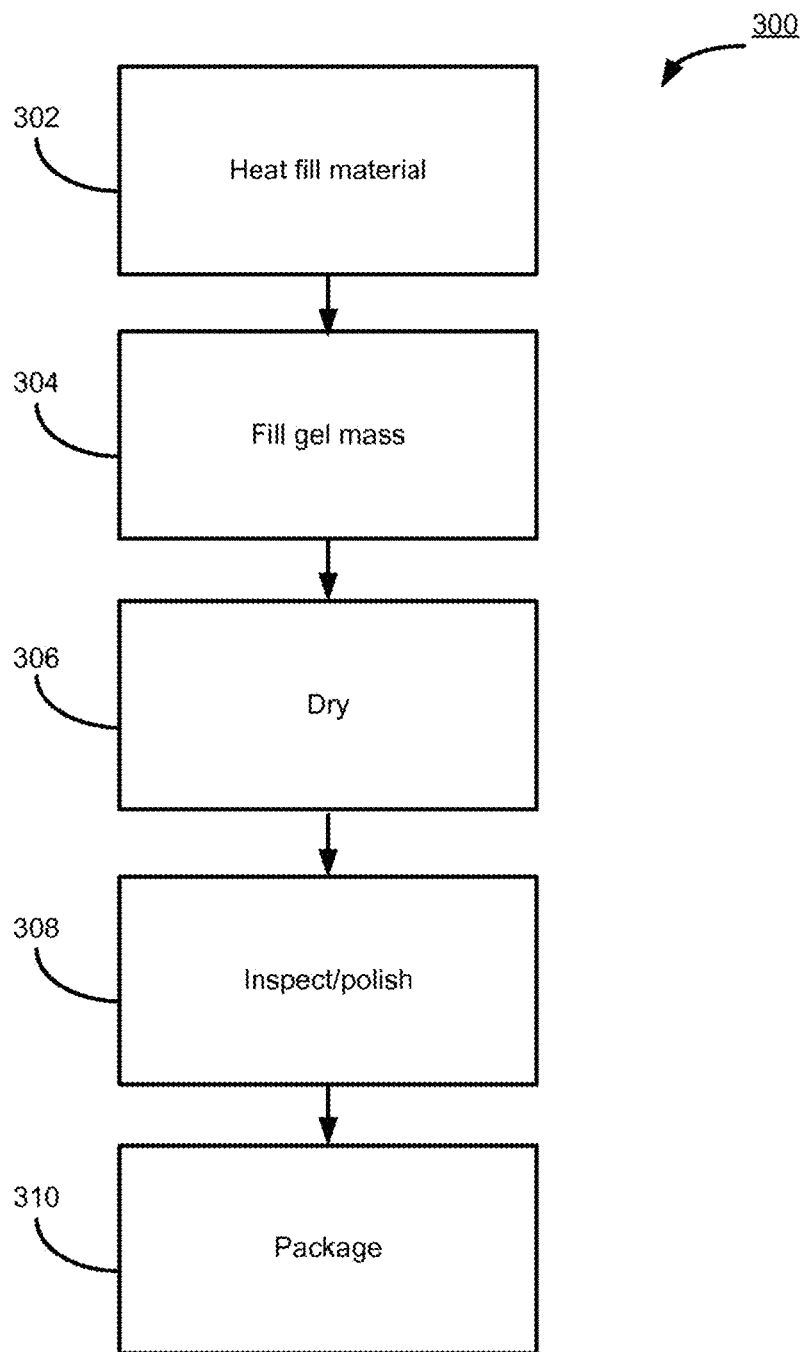 300
302
Heat fill material
304
Fill gel mass
306
Dry
308
Inspect/polish
310
Package